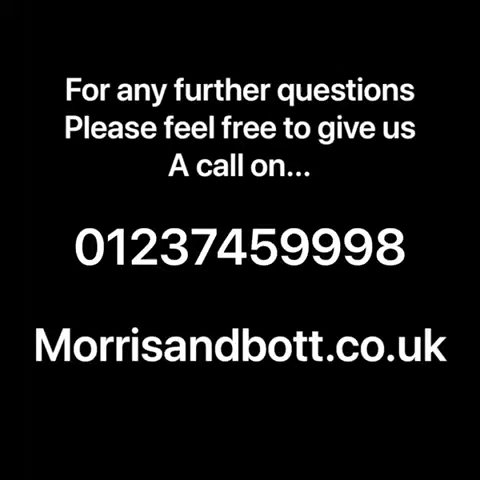 For any further questions
Please feel free to give us
A call on...
01237459998
Morrisandbott.co.uk